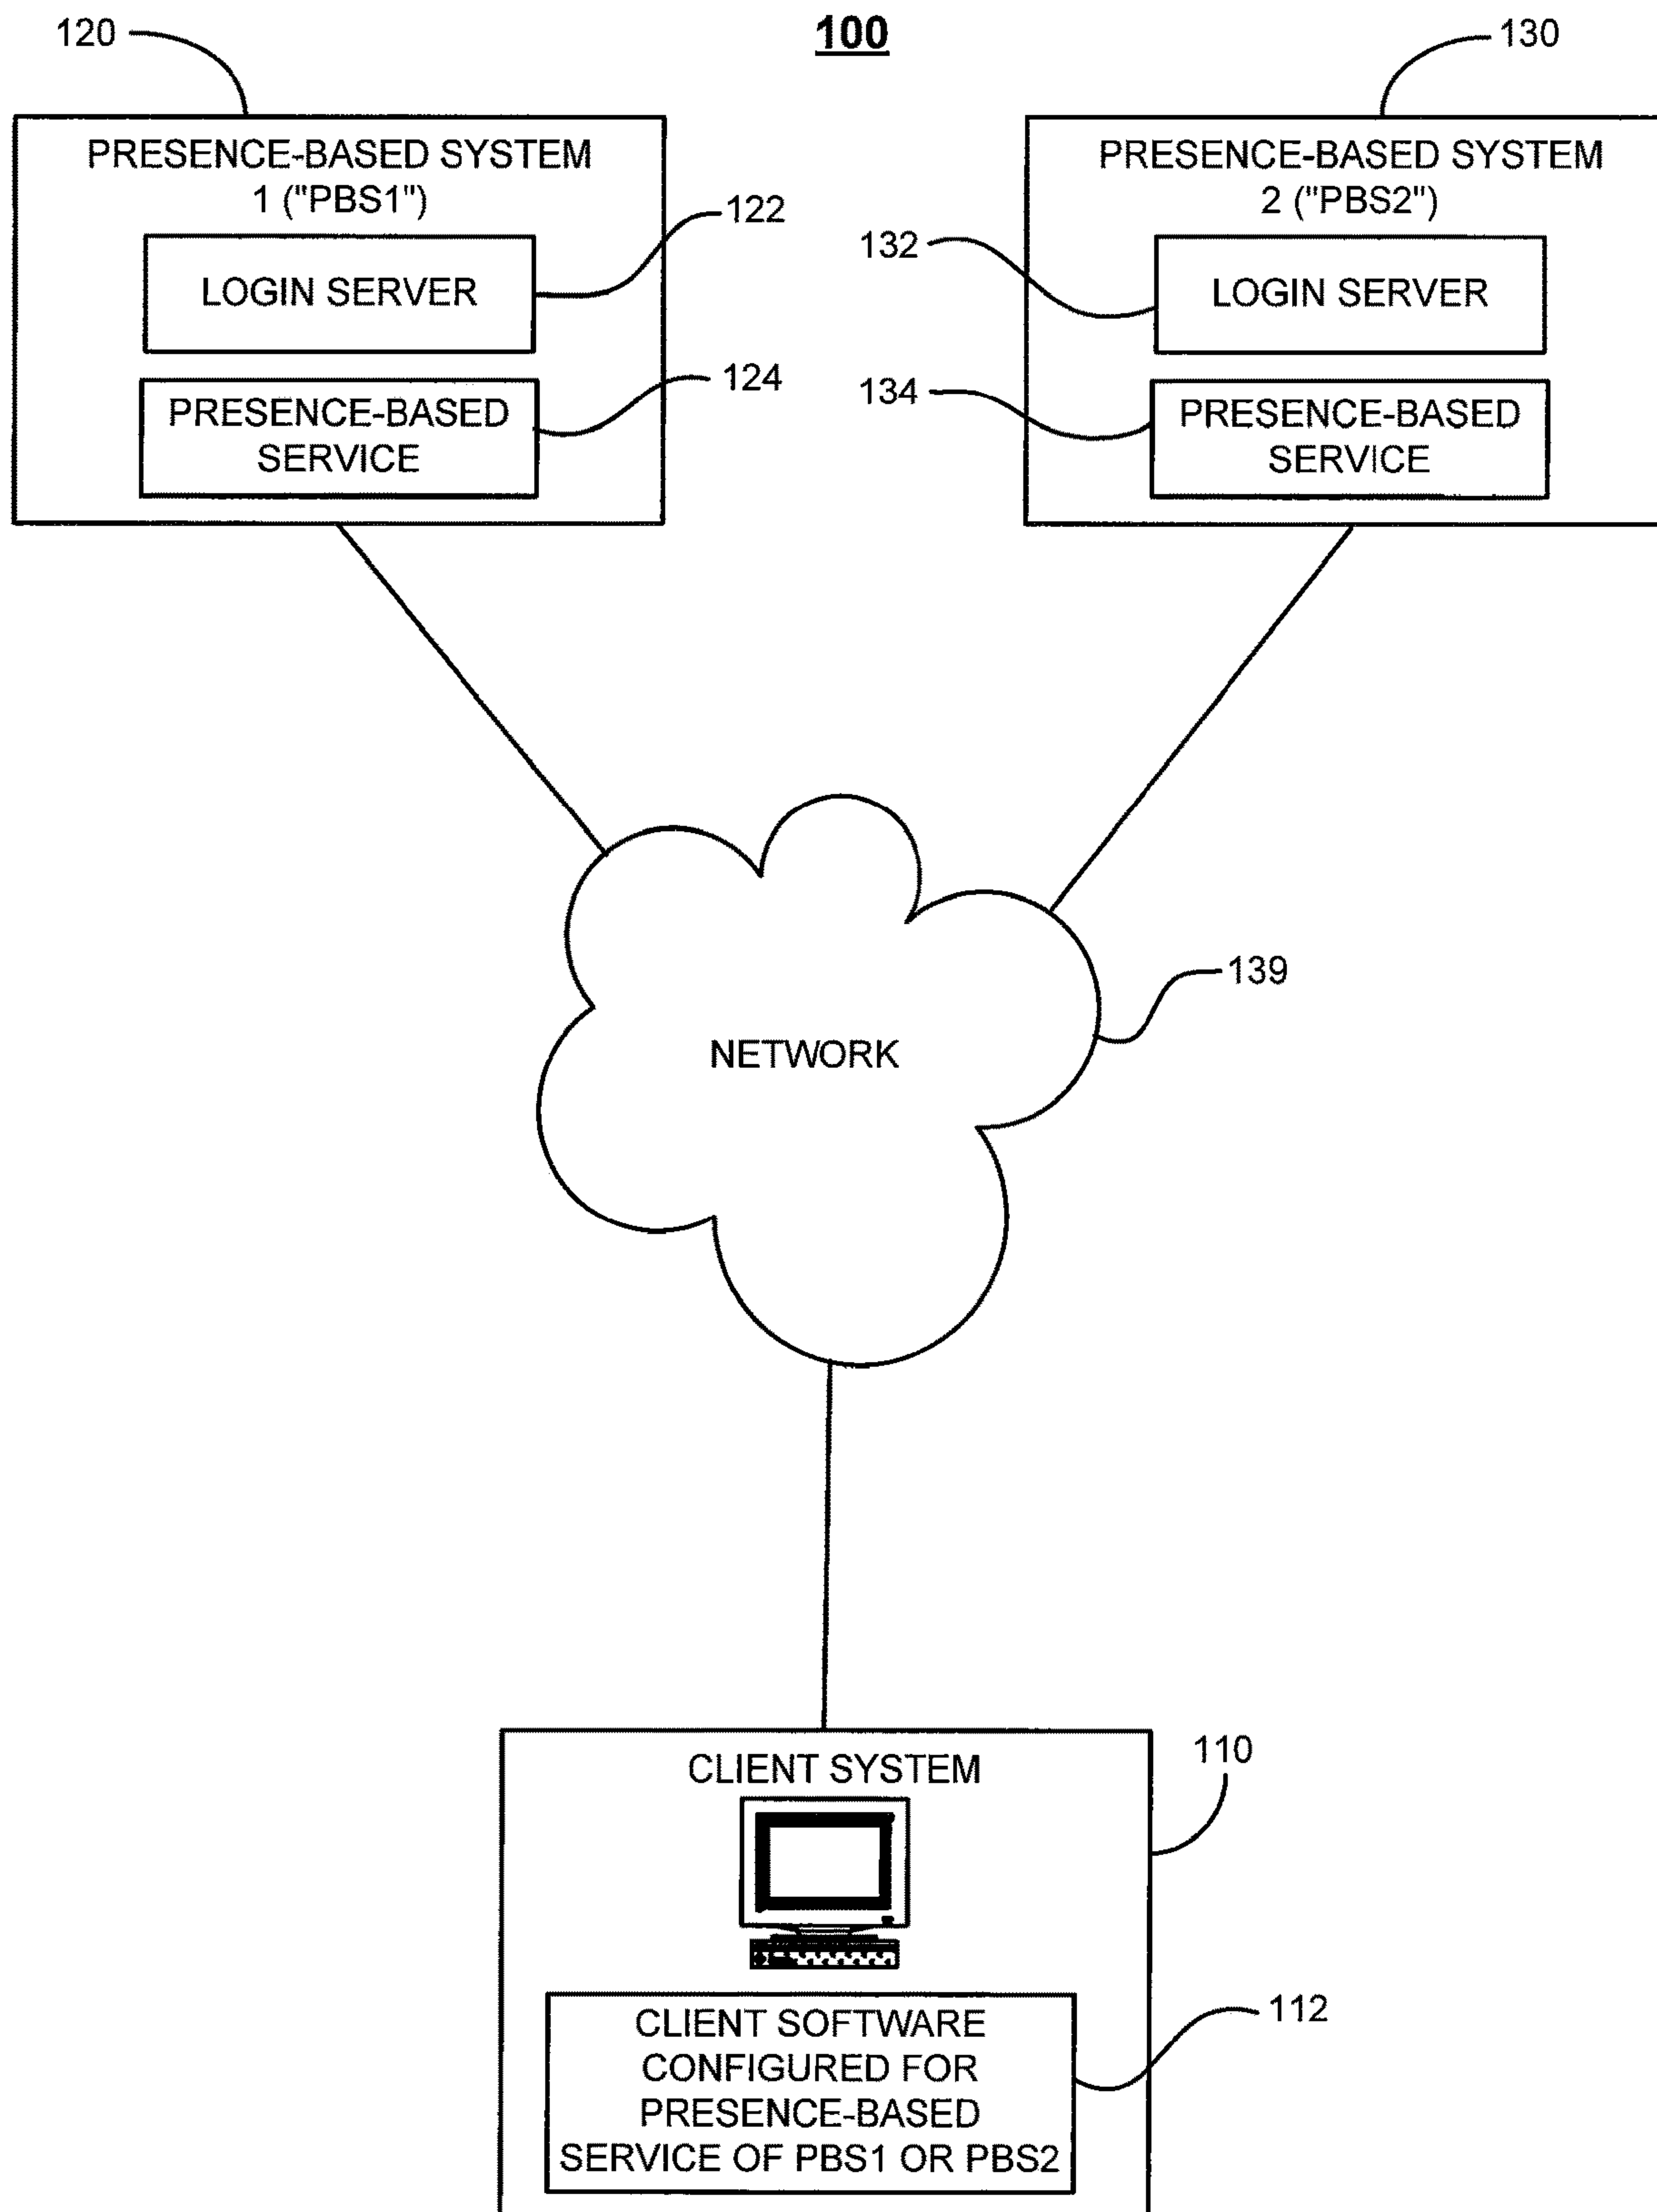 100
120
130
PRESENCE-BASED SYSTEM
1 ("PBS1")
122
LOGIN SERVER
124
PRESENCE-BASED
SERVICE
PRESENCE-BASED SYSTEM
2 ("PBS2")
132
LOGIN SERVER
134
PRESENCE-BASED
SERVICE
139
NETWORK
110
CLIENT SYSTEM
112
CLIENT SOFTWARE
CONFIGURED FOR
PRESENCE-BASED
SERVICE OF PBS1 OR PBS2